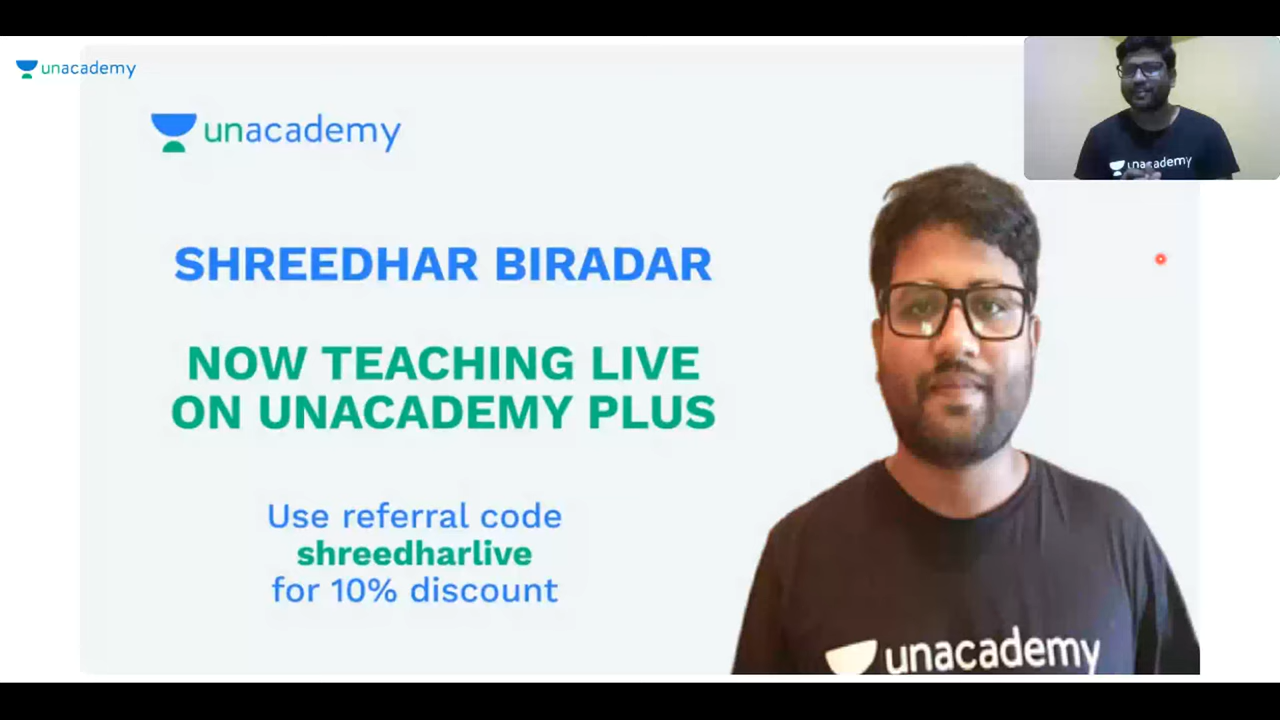 unacademy
unacademy
unacademy
SHREEDHAR BIRADAR
NOW TEACHING LIVE
ON UNACADEMY PLUS
Use referral code
shreedharlive
for 10% discount
unacademy